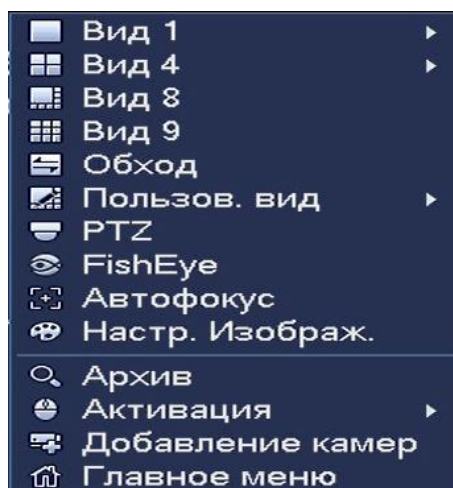 Вид 1
Вид 4
Вид 8
Вид 9
Обход
Пользов. вид
PTZ
FishEye
Автофокус
Настр. Изображ.
Архив
Активация
Добавление камер
Главное меню